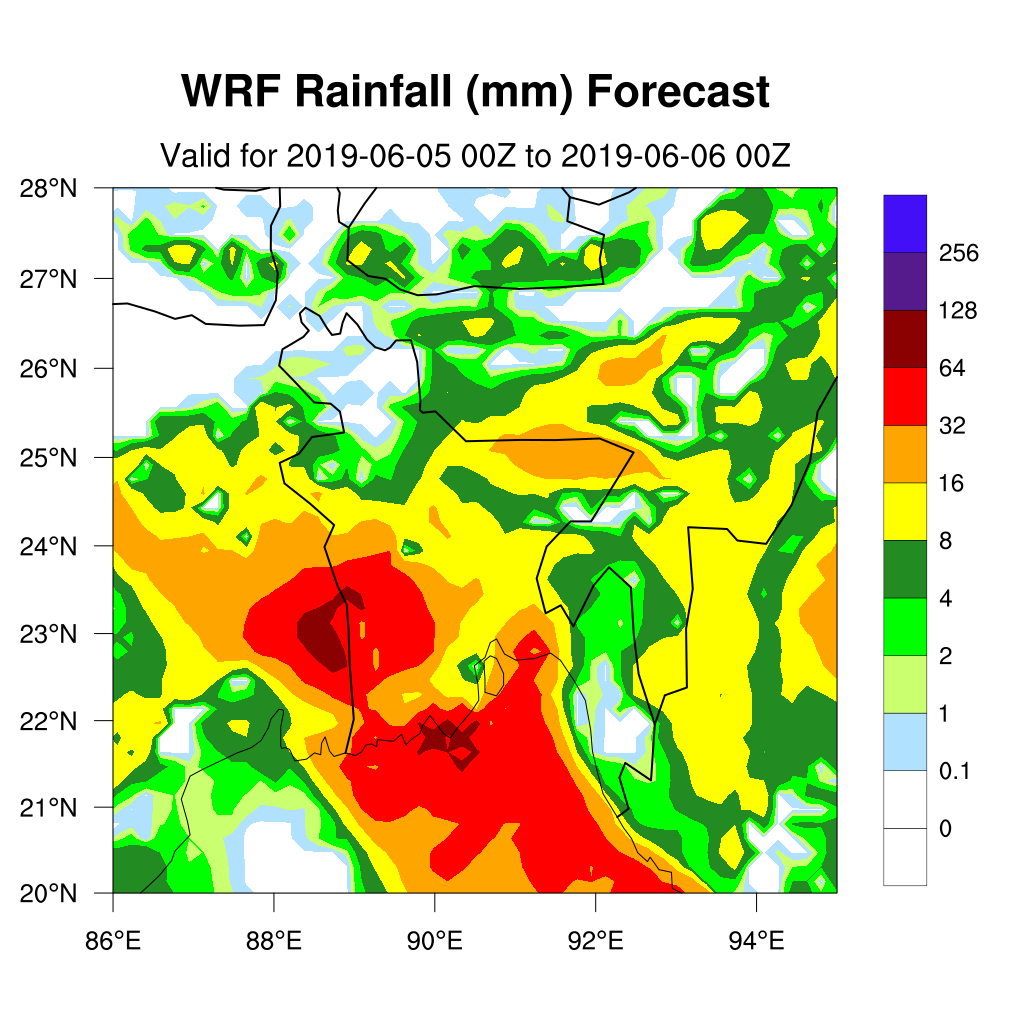 WRF Rainfall (mm) Forecast
Valid for 2019-06-05 00Z to 2019-06-06 00Z
28°N
27°N
26°N
25°N
24°N
23°N
22°N
21°N
20°N
86°E 88°E 90°E 92°E 94°E
256
128
64
32
16
8
4
2
1
0.1
0